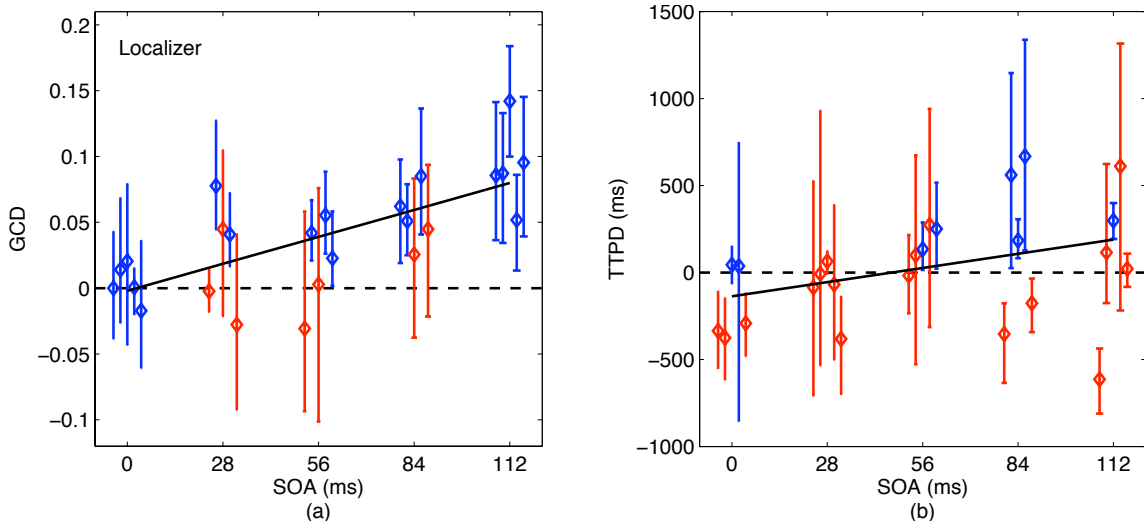 0.2
0.15
0.1
0.05
0
−0.05
−0.1
GCD
Localizer
0 28 56 84 112
SOA (ms)
(a)
1500
1000
500
0
−500
−1000
TTPD (ms)
0 28 56 84 112
SOA (ms)
(b)